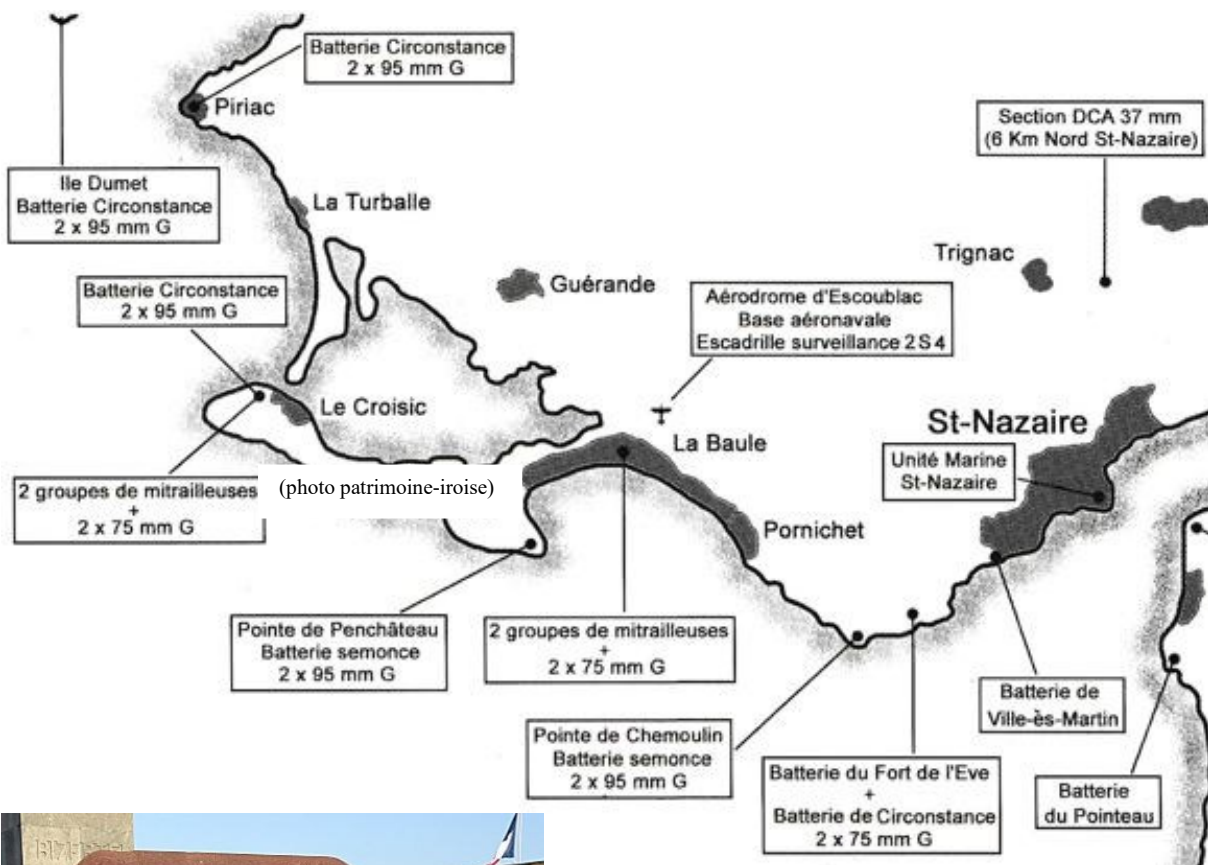 Batterie Circonstance
2 x 95 mm G
Piriac
Ile Dumet
Batterie Circonstance
2 x 95 mm G
La Turballe
Section DCA 37 mm
(6 Km Nord St-Nazaire)
Trignac
Guérande
Batterie Circonstance
2 x 95 mm G
Aérodrome d'Escoublac
Base aéronavale
Escadrille surveillance 2S4
Le Croisic
La Baule
St-Nazaire
Unité Marine
St-Nazaire
2 groupes de mitrailleuses
+
2 x 75 mm G
(photo patrimoine-iroise)
Pornichet
Pointe de Penchâteau
Batterie semonce
2 x 95 mm G
2 groupes de mitrailleuses
+
2 x 75 mm G
Batterie de
Ville-ès-Martin
Pointe de Chemoulin
Batterie semonce
2 x 95 mm G
Batterie du Fort de l'Eve
+
Batterie de Circonstance
2 x 75 mm G
Batterie
du Pointeau